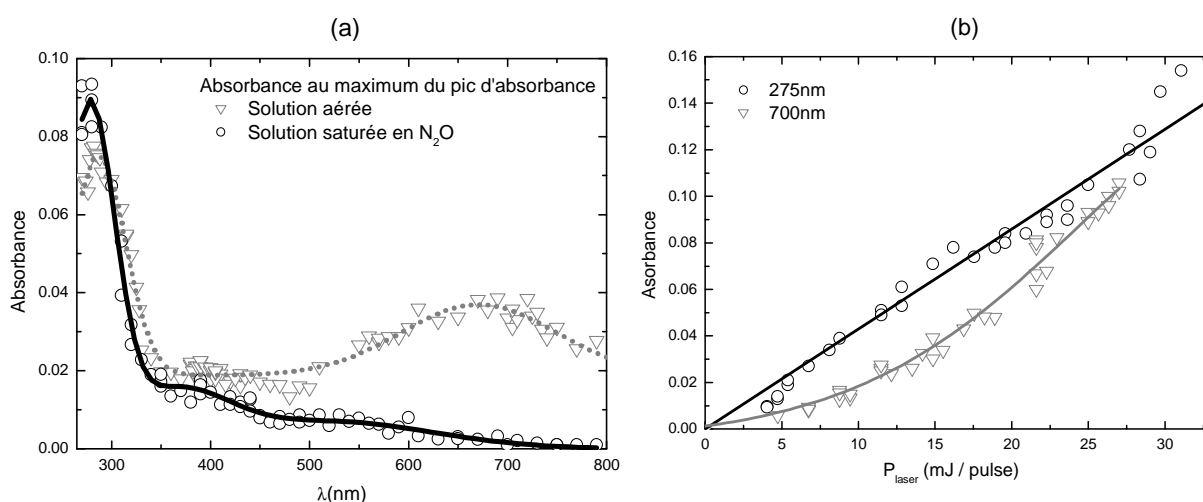 (a)
Absorbance au maximum du pic d'absorbance
Solution aérée
Solution saturée en N2O
0.10
0.08
0.06
0.04
0.02
0.00
Absorbance
300 400 500 600 700 800
λ(nm)
(b)
275nm
700nm
0.16
0.14
0.12
0.10
0.08
0.06
0.04
0.02
0.00
Asorbance
0 5 10 15 20 25 30
Plaser (mJ / pulse)